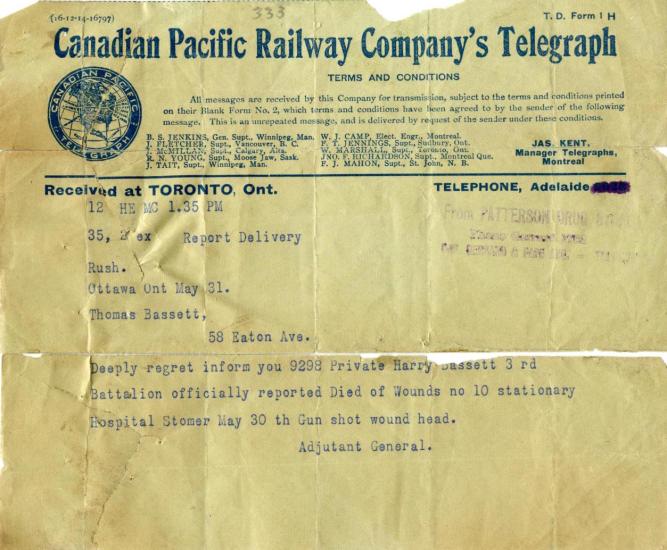 (16-12-14-16797)
333
T. D. Form 1 H
Canadian Pacific Railway Company's Telegraph
TERMS AND CONDITIONS
CANADIAN PACIFIC
TELEGRAPH
All messages are received by this Company for transmission, subject to the terms and conditions printed
on their Blank Form No. 2, which terms and conditions have been agreed to by the sender of the following
message. This is an unrepeated message, and is delivered by request of the sender under these conditions.
B. S. JENKINS, Gen. Supt., Winnipeg, Man.
J. FLETCHER, Supt., Vancouver, B. C.
J. McMILLAN, Supt., Calgary, Alta.
R. N. YOUNG, Supt., Moose Jaw, Sask.
J. TAIT, Supt., Winnipeg, Man.
W. J. CAMP, Elect. Engr., Montreal.
F. T. JENNINGS, Supt., Sudbury, Ont.
W. MARSHALL, Supt., Toronto, Ont.
JNO. F. RICHARDSON, Supt., Montreal Que.
F. J. MAHON, Supt., St. John, N. B.
JAS. KENT,
Manager Telegraphs,
Montreal
Received at TORONTO, Ont.
TELEPHONE, Adelaide
12 HE MC 1.35 PM
From PATTERSON DRUG
35, 2 ex Report Delivery
Rush.
Ottawa Ont May 31.
Thomas Bassett,
58 Eaton Ave.
Deeply regret inform you 9298 Private Harry Bassett 3 rd
Battalion officially reported Died of Wounds no 10 stationary
Hospital Stomer May 30 th Gun shot wound head.
Adjutant General.